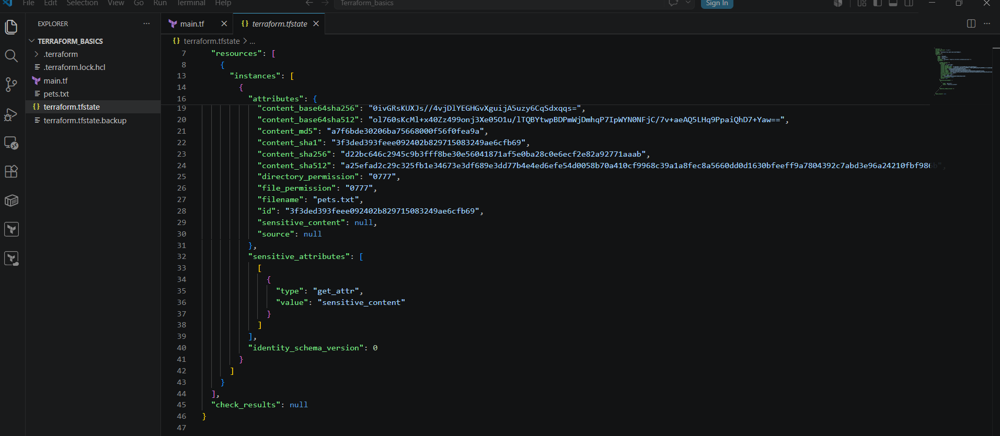 File Edit Selection View Go Run Terminal Help
Terraform_basics
Sign In
EXPLORER
main.tf
terraform.tfstate
TERRAFORM_BASICS
.terraform
.terraform.lock.hcl
main.tf
pets.txt
terraform.tfstate
terraform.tfstate.backup
terraform.tfstate > ...
7 "resources": [
8 {
13 "instances": [
14 {
16 "attributes": {
19 "content_base64sha256": "0ivGRsKUXJs//4vjDlYEGHGvXguijA5uzy6CqSdxqqs=",
20 "content_base64sha512": "ol760sKcMl+x40Zz499onj3Xe05O1u/lTQBYtwpBDPmWjDmhqP7IpWYN0NFjC/7v+aeAQ5LHq9PpaiQhD7+Yaw==",
21 "content_md5": "a7f6bde30206ba75668000f56f0fea9a",
22 "content_sha1": "3f3ded393feee092402b829715083249ae6cfb69",
23 "content_sha256": "d22bc646c2945c9b3fff8be30e56041871af5e0ba28c0e6ecf2e82a92771aaab",
24 "content_sha512": "a25efad2c29c325fb1e34673e3df689e3dd77b4e4ed6efe54d0058b70a410cf9968c39a1a8fec8a5660dd0d1630bfeeff9a7804392c7abd3e96a24210fbf986b",
25 "directory_permission": "0777",
26 "file_permission": "0777",
27 "filename": "pets.txt",
28 "id": "3f3ded393feee092402b829715083249ae6cfb69",
29 "sensitive_content": null,
30 "source": null
31 },
32 "sensitive_attributes": [
33 [
34 {
35 "type": "get_attr",
36 "value": "sensitive_content"
37 }
38 ]
39 ],
40 "identity_schema_version": 0
41 }
42 ]
43 }
44 ],
45 "check_results": null
46 }
47